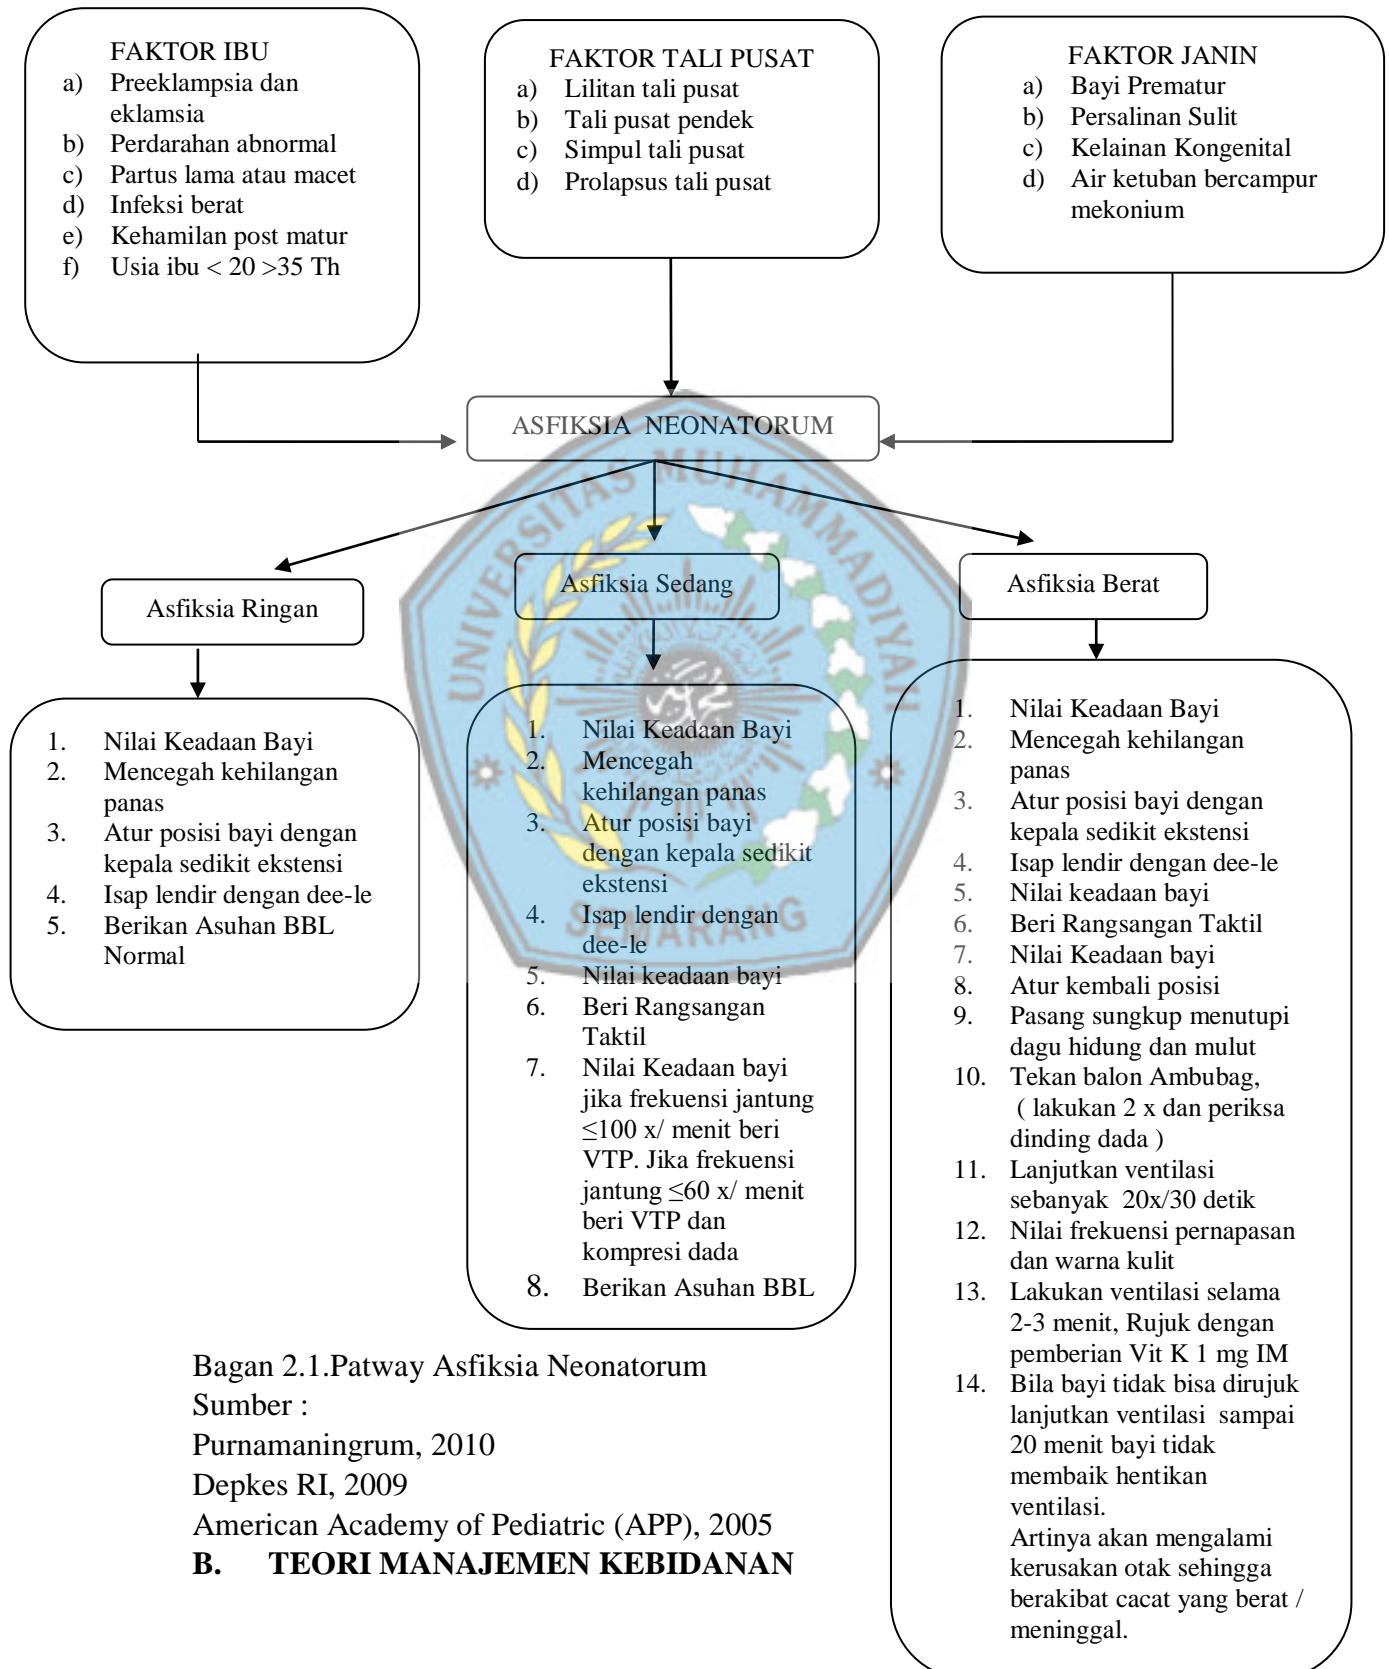 FAKTOR IBU
a) Preeklampsia dan
eklamsia
b) Perdarahan abnormal
c) Partus lama atau macet
d) Infeksi berat
e) Kehamilan post matur
f) Usia ibu < 20 >35 Th
FAKTOR TALI PUSAT
a) Lilitan tali pusat
b) Tali pusat pendek
c) Simpul tali pusat
d) Prolapsus tali pusat
FAKTOR JANIN
a) Bayi Prematur
b) Persalinan Sulit
c) Kelainan Kongenital
d) Air ketuban bercampur
mekonium
ASFIKSIA NEONATORUM
UNIVERSITAS MUHAMMADIYAH
SEMARANG
Asfiksia Ringan
Asfiksia Sedang
Asfiksia Berat
1. Nilai Keadaan Bayi
2. Mencegah kehilangan
panas
3. Atur posisi bayi dengan
kepala sedikit ekstensi
4. Isap lendir dengan dee-le
5. Berikan Asuhan BBL
Normal
1. Nilai Keadaan Bayi
2. Mencegah
kehilangan panas
3. Atur posisi bayi
dengan kepala sedikit
ekstensi
4. Isap lendir dengan
dee-le
5. Nilai keadaan bayi
6. Beri Rangsangan
Taktil
7. Nilai Keadaan bayi
jika frekuensi jantung
≤100 x/ menit beri
VTP. Jika frekuensi
jantung ≤60 x/ menit
beri VTP dan
kompresi dada
8. Berikan Asuhan BBL
1. Nilai Keadaan Bayi
2. Mencegah kehilangan
panas
3. Atur posisi bayi dengan
kepala sedikit ekstensi
4. Isap lendir dengan dee-le
5. Nilai keadaan bayi
6. Beri Rangsangan Taktil
7. Nilai Keadaan bayi
8. Atur kembali posisi
9. Pasang sungkup menutupi
dagu hidung dan mulut
10. Tekan balon Ambubag,
( lakukan 2 x dan periksa
dinding dada )
11. Lanjutkan ventilasi
sebanyak 20x/30 detik
12. Nilai frekuensi pernapasan
dan warna kulit
13. Lakukan ventilasi selama
2-3 menit, Rujuk dengan
pemberian Vit K 1 mg IM
14. Bila bayi tidak bisa dirujuk
lanjutkan ventilasi sampai
20 menit bayi tidak
membaik hentikan
ventilasi.
Artinya akan mengalami
kerusakan otak sehingga
berakibat cacat yang berat /
meninggal.
Bagan 2.1.Patway Asfiksia Neonatorum
Sumber :
Purnamaningrum, 2010
Depkes RI, 2009
American Academy of Pediatric (APP), 2005
B. TEORI MANAJEMEN KEBIDANAN